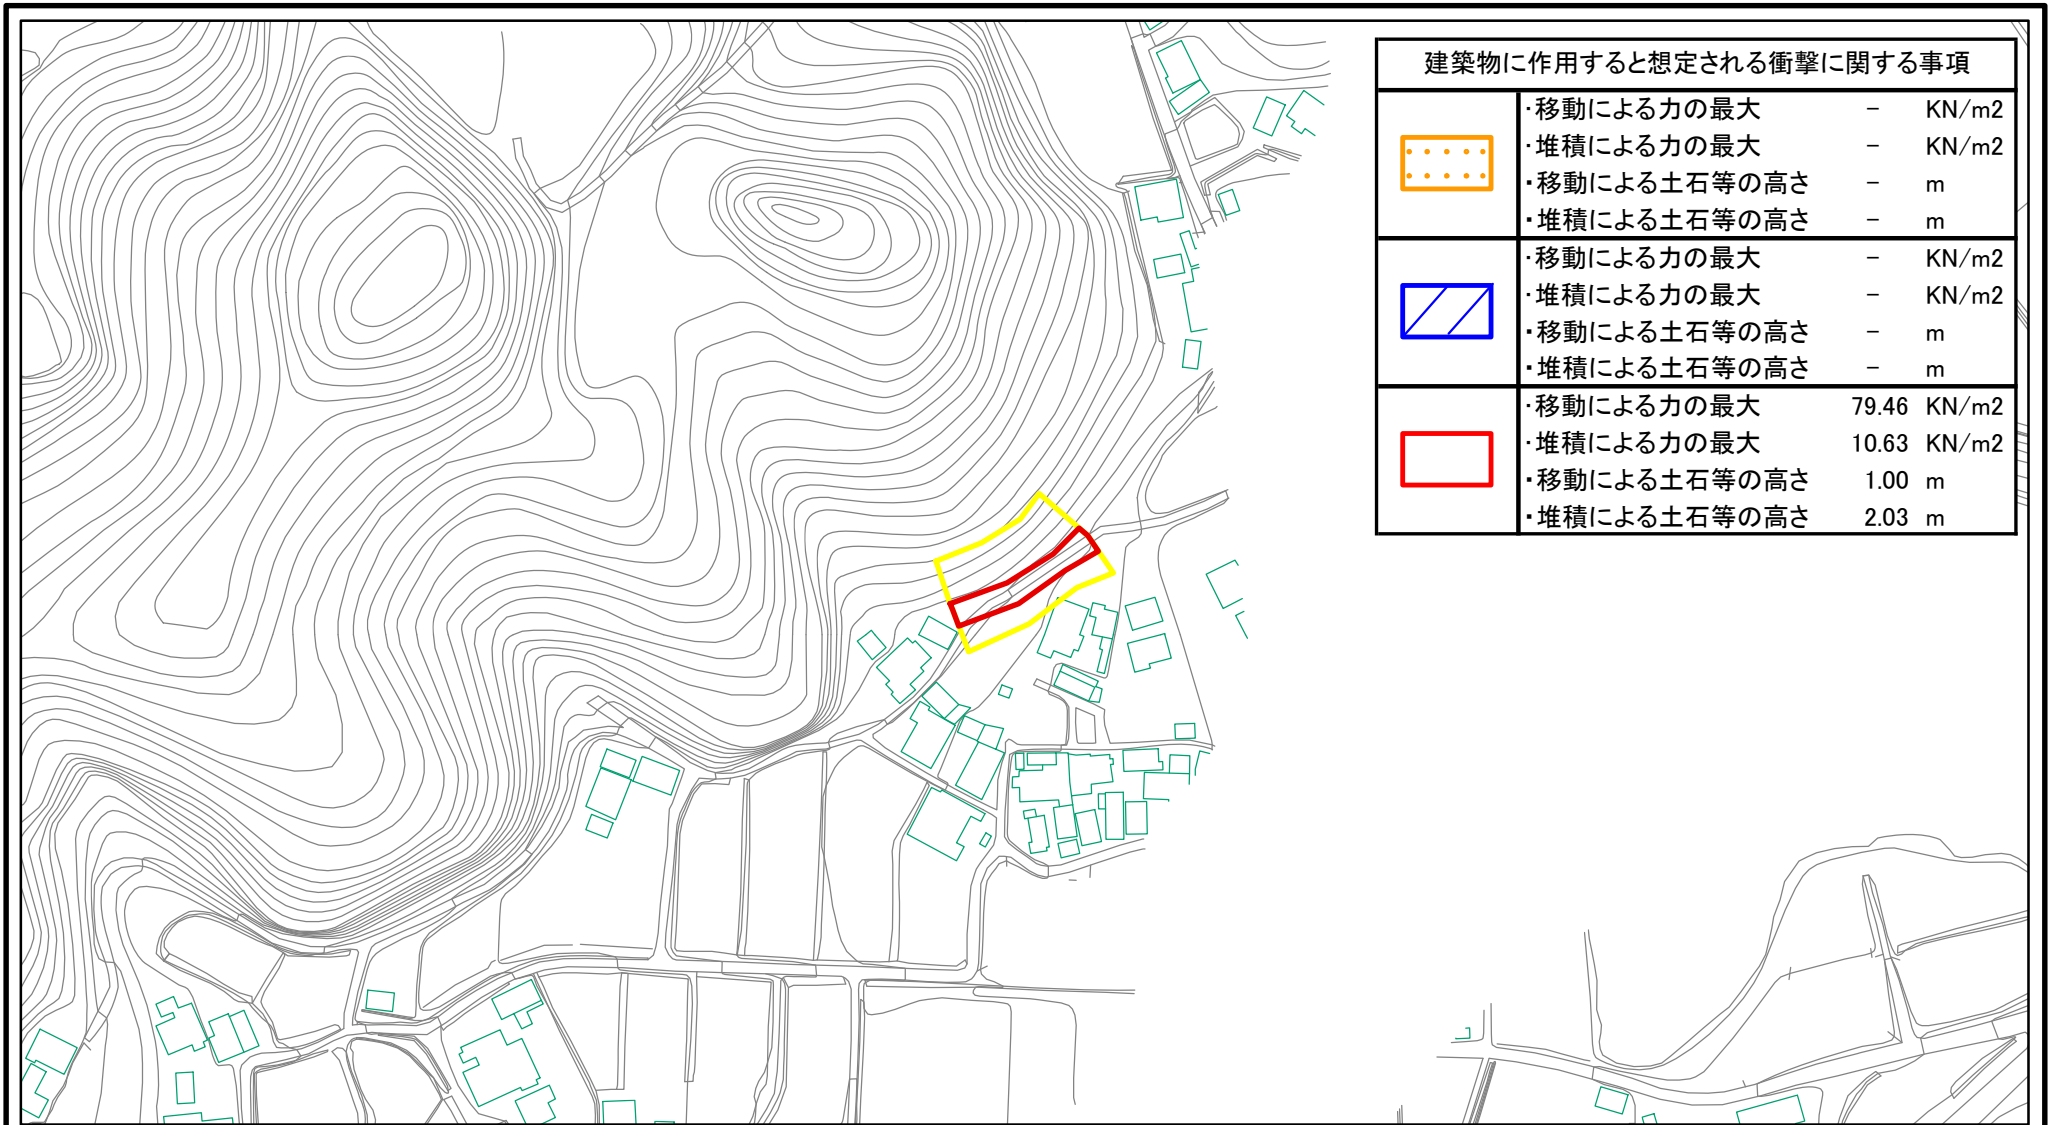 建築物に作用すると想定される衝撃に関する事項
・移動による力の最大 － KN/m2
・堆積による力の最大 － KN/m2
・移動による土石等の高さ － m
・堆積による土石等の高さ － m
・移動による力の最大 － KN/m2
・堆積による力の最大 － KN/m2
・移動による土石等の高さ － m
・堆積による土石等の高さ － m
・移動による力の最大 79.46 KN/m2
・堆積による力の最大 10.63 KN/m2
・移動による土石等の高さ 1.00 m
・堆積による土石等の高さ 2.03 m